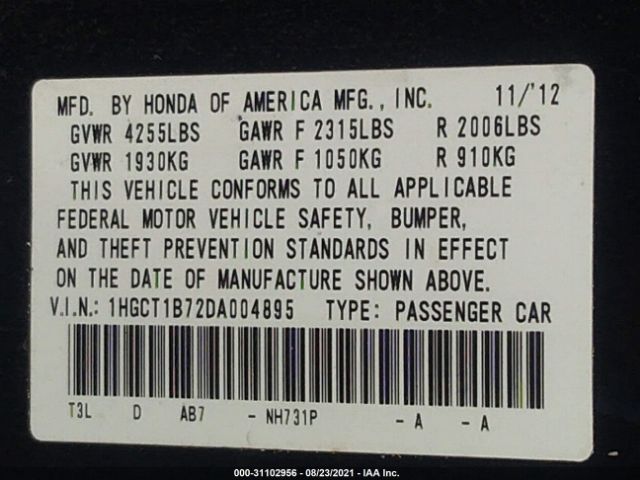 MFD. BY HONDA OF AMERICA MFG., INC. 11/'12
GVWR 4255LBS GAWR F 2315LBS R 2006LBS
GVWR 1930KG GAWR F 1050KG R 910KG
THIS VEHICLE CONFORMS TO ALL APPLICABLE
FEDERAL MOTOR VEHICLE SAFETY, BUMPER,
AND THEFT PREVENTION STANDARDS IN EFFECT
ON THE DATE OF MANUFACTURE SHOWN ABOVE.
V.I.N.: 1HGCT1B72DA004895 TYPE: PASSENGER CAR
T3L D AB7 - NH731P - A - A
000-31102956 - 08/23/2021 - IAA Inc.